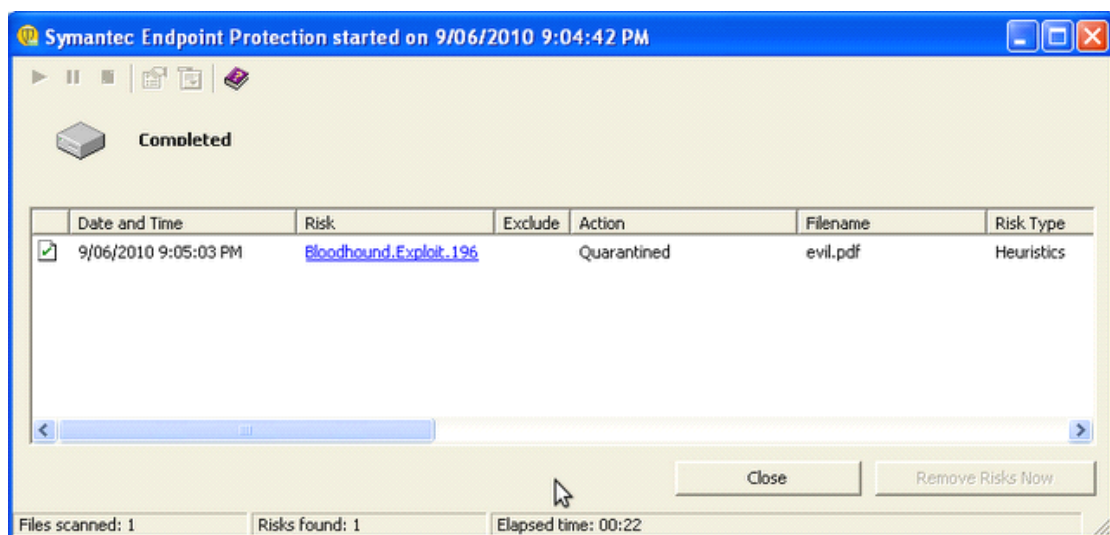 Symantec Endpoint Protection started on 9/06/2010 9:04:42 PM
Completed
Date and Time Risk Exclude Action Filename Risk Type
9/06/2010 9:05:03 PM Bloodhound.Exploit.196 Quarantined evil.pdf Heuristics
Close Remove Risks Now
Files scanned: 1 Risks found: 1 Elapsed time: 00:22